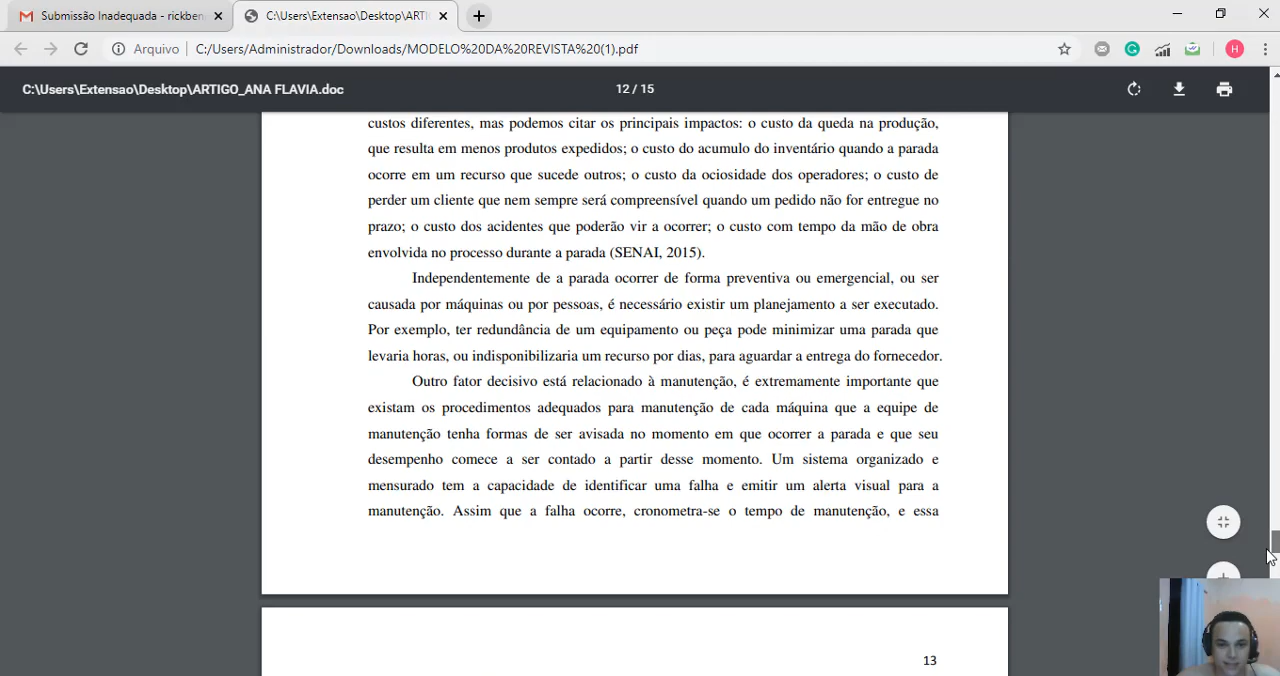 Submissão Inadequada - rickben
C:\Users\Extensao\Desktop\ARTI
Arquivo
C:/Users/Administrador/Downloads/MODELO%20DA%20REVISTA%20(1).pdf
H
C:\Users\Extensao\Desktop\ARTIGO_ANA FLAVIA.doc
12 / 15
custos diferentes, mas podemos citar os principais impactos: o custo da queda na produção,
que resulta em menos produtos expedidos; o custo do acumulo do inventário quando a parada
ocorre em um recurso que sucede outros; o custo da ociosidade dos operadores; o custo de
perder um cliente que nem sempre será compreensível quando um pedido não for entregue no
prazo; o custo dos acidentes que poderão vir a ocorrer; o custo com tempo da mão de obra
envolvida no processo durante a parada (SENAI, 2015).
Independentemente de a parada ocorrer de forma preventiva ou emergencial, ou ser
causada por máquinas ou por pessoas, é necessário existir um planejamento a ser executado.
Por exemplo, ter redundância de um equipamento ou peça pode minimizar uma parada que
levaria horas, ou indisponibilizaria um recurso por dias, para aguardar a entrega do fornecedor.
Outro fator decisivo está relacionado à manutenção, é extremamente importante que
existam os procedimentos adequados para manutenção de cada máquina que a equipe de
manutenção tenha formas de ser avisada no momento em que ocorrer a parada e que seu
desempenho comece a ser contado a partir desse momento. Um sistema organizado e
mensurado tem a capacidade de identificar uma falha e emitir um alerta visual para a
manutenção. Assim que a falha ocorre, cronometra-se o tempo de manutenção, e essa
13